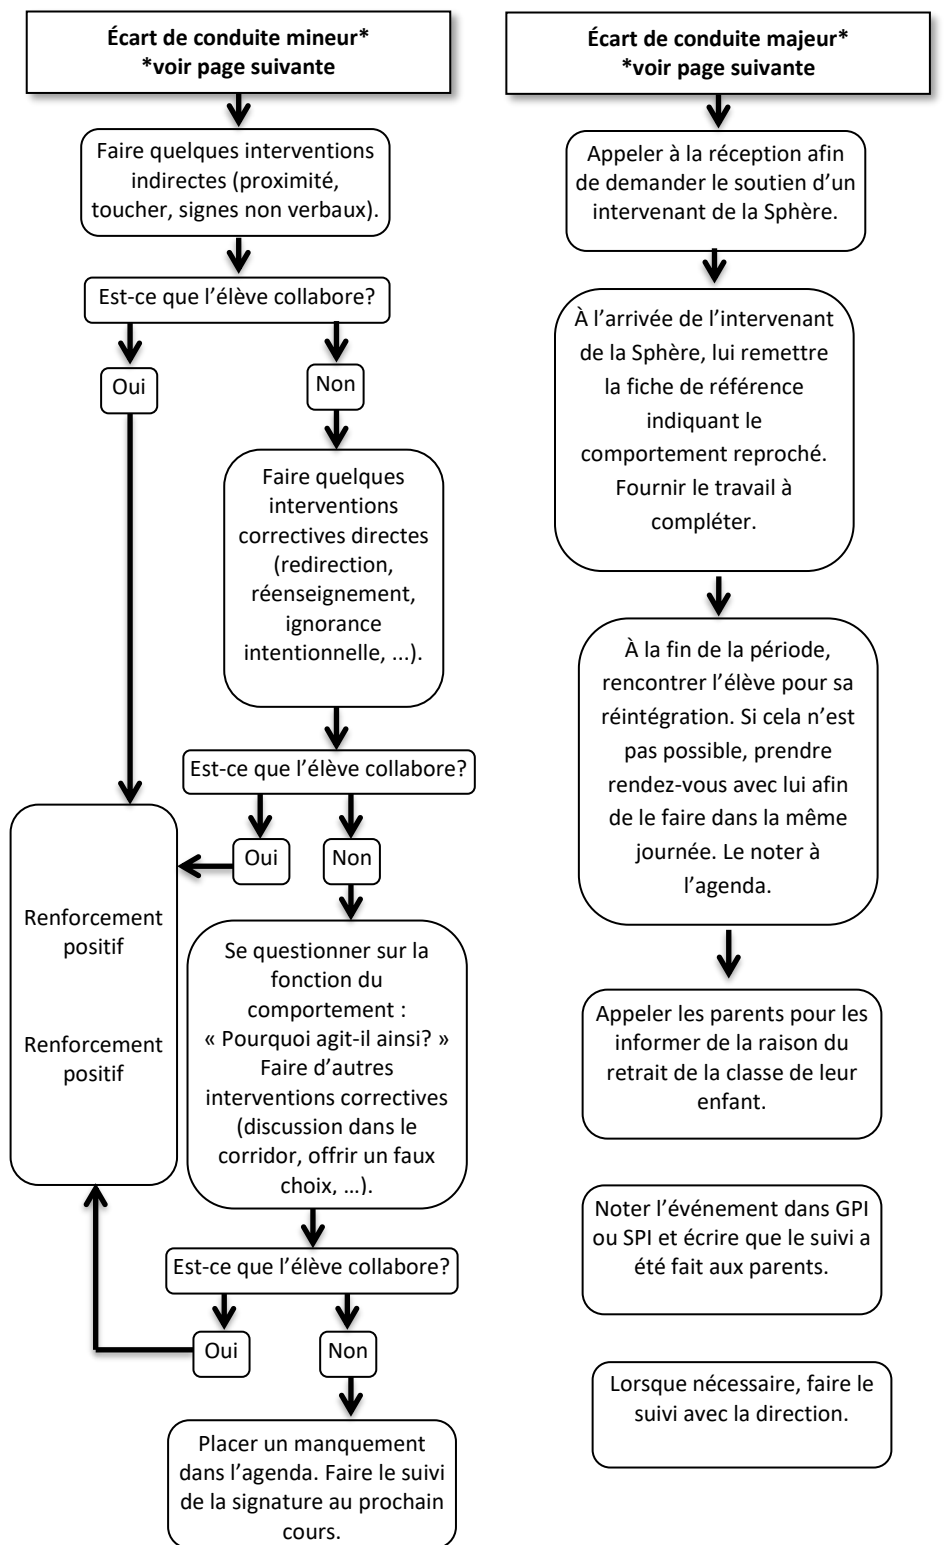 Écart de conduite mineur*
*voir page suivante
Faire quelques interventions
indirectes (proximité,
toucher, signes non verbaux).
Est-ce que l'élève collabore?
Oui
Non
Faire quelques
interventions
correctives directes
(redirection,
réenseignement,
ignorance
intentionnelle, ...).
Est-ce que l'élève collabore?
Oui
Non
Renforcement
positif
Renforcement
positif
Se questionner sur la
fonction du
comportement :
« Pourquoi agit-il ainsi? »
Faire d'autres
interventions correctives
(discussion dans le
corridor, offrir un faux
choix, …).
Est-ce que l'élève collabore?
Oui
Non
Placer un manquement
dans l'agenda. Faire le suivi
de la signature au prochain
cours.
Écart de conduite majeur*
*voir page suivante
Appeler à la réception afin
de demander le soutien d'un
intervenant de la Sphère.
À l'arrivée de l'intervenant
de la Sphère, lui remettre
la fiche de référence
indiquant le
comportement reproché.
Fournir le travail à
compléter.
À la fin de la période,
rencontrer l'élève pour sa
réintégration. Si cela n'est
pas possible, prendre
rendez-vous avec lui afin
de le faire dans la même
journée. Le noter à
l'agenda.
Appeler les parents pour les
informer de la raison du
retrait de la classe de leur
enfant.
Noter l'événement dans GPI
ou SPI et écrire que le suivi a
été fait aux parents.
Lorsque nécessaire, faire le
suivi avec la direction.